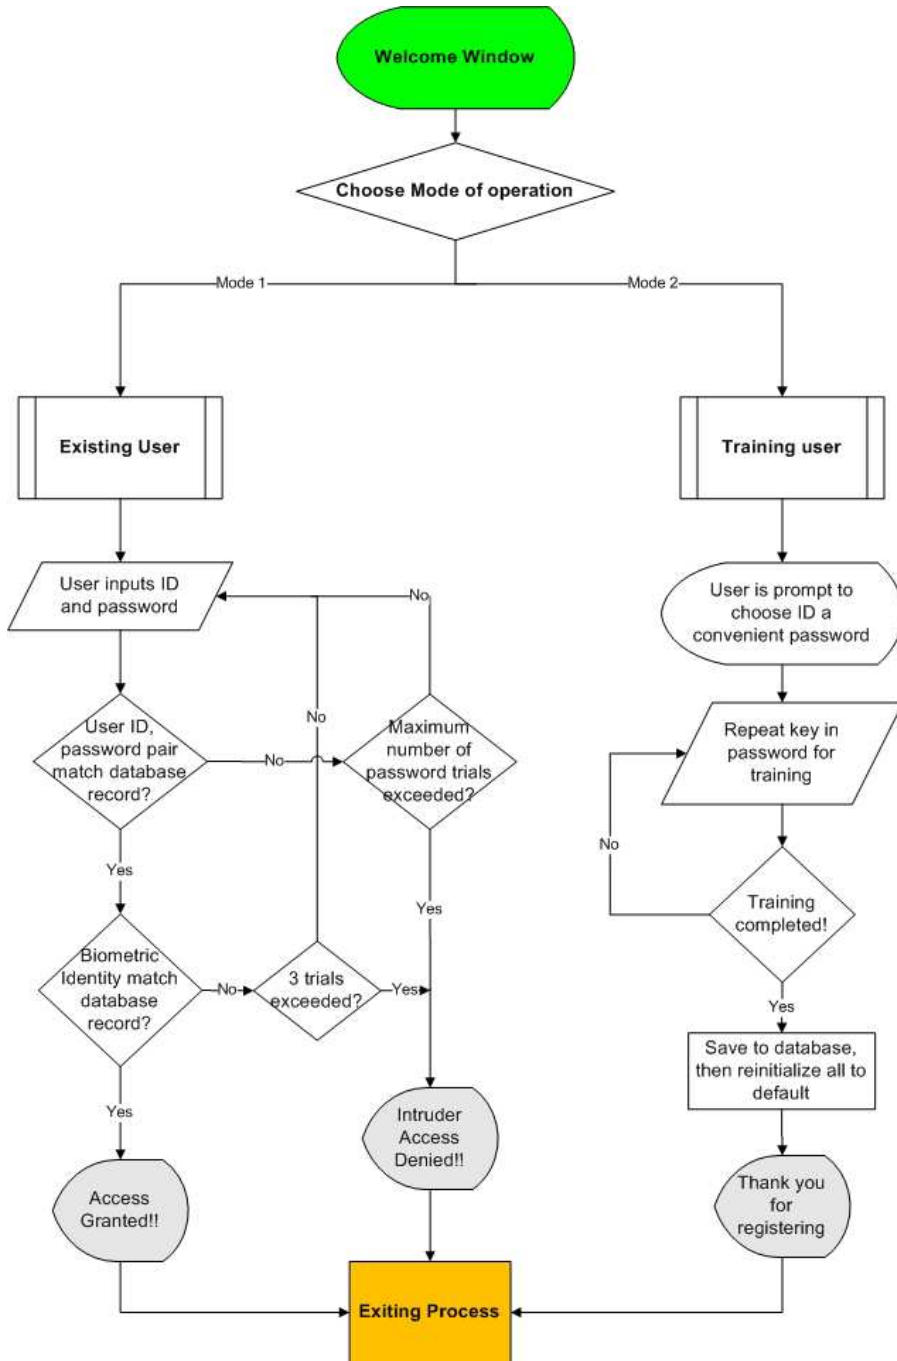 Welcome Window
Choose Mode of operation
Mode 1
Mode 2
Existing User
Training user
User inputs ID
and password
No
User is prompt to
choose ID a
convenient password
User ID,
password pair
match database
record?
No
No
Maximum
number of
password trials
exceeded?
Repeat key in
password for
training
No
Yes
Yes
Training
completed!
Biometric
Identity match
database
record?
No
3 trials
exceeded?
Yes
Yes
Save to database,
then reinitialize all to
default
Yes
Intruder
Access
Denied!!
Access
Granted!!
Thank you
for
registering
Exiting Process